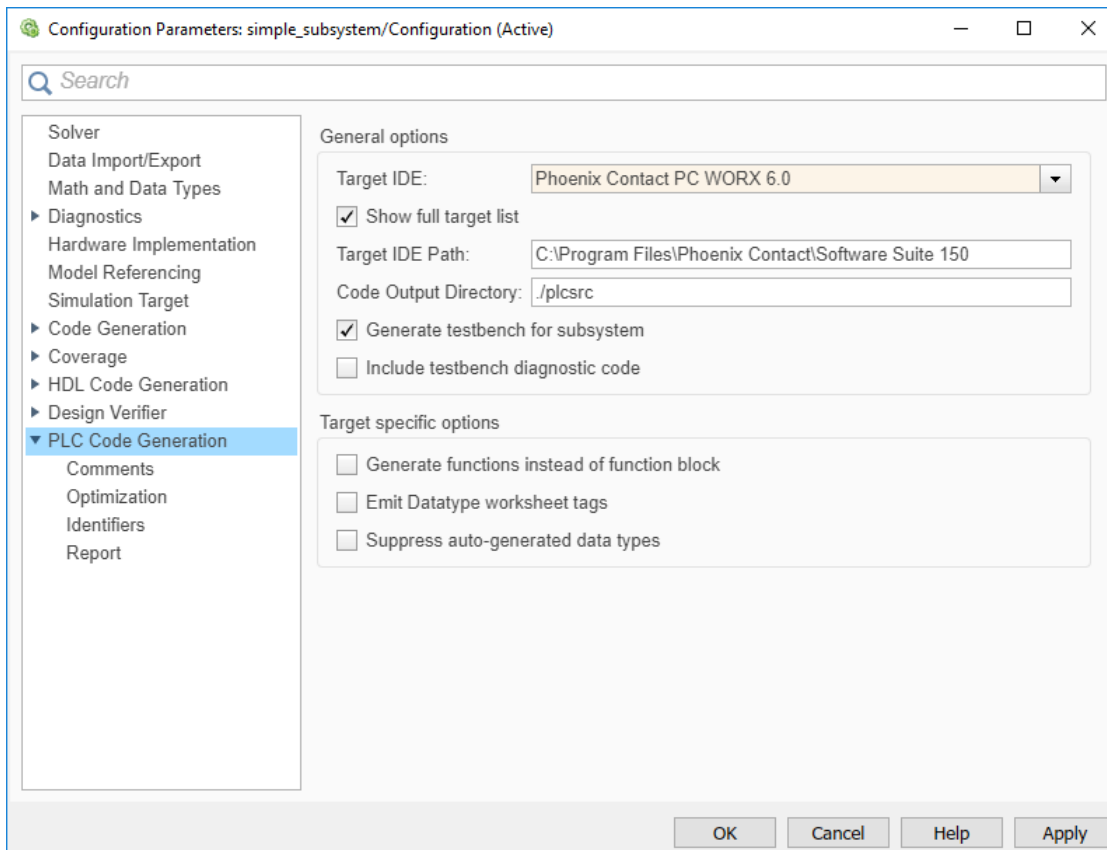 Configuration Parameters: simple_subsystem/Configuration (Active)
Search
Solver
Data Import/Export
Math and Data Types
Diagnostics
Hardware Implementation
Model Referencing
Simulation Target
Code Generation
Coverage
HDL Code Generation
Design Verifier
PLC Code Generation
Comments
Optimization
Identifiers
Report
General options
Target IDE: Phoenix Contact PC WORX 6.0
Show full target list
Target IDE Path: C:\Program Files\Phoenix Contact\Software Suite 150
Code Output Directory: ./plcsrc
Generate testbench for subsystem
Include testbench diagnostic code
Target specific options
Generate functions instead of function block
Emit Datatype worksheet tags
Suppress auto-generated data types
OK Cancel Help Apply